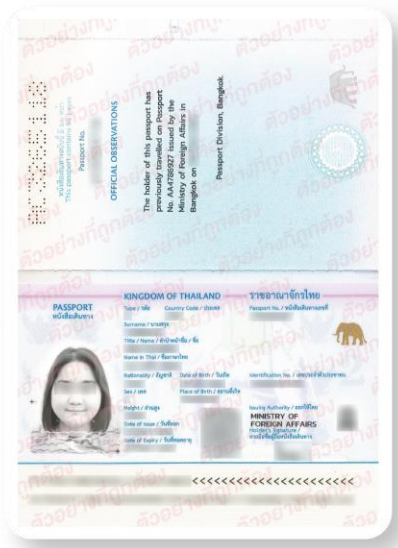 This passport contains
Passport No.
OFFICIAL OBSERVATIONS
The holder of this passport has
previously travelled on Passport
No. AA4786927 issued by the
Ministry of Foreign Affairs in
Bangkok on
Passport Division, Bangkok.
PASSPORT
หนังสือเดินทาง
KINGDOM OF THAILAND
ราชอาณาจักรไทย
Type / ประเภท Country Code / ประเทศ
Passport No. / หนังสือเดินทางเลขที่
Surname / นามสกุล
Title / Name / คำนำหน้าชื่อ / ชื่อ
Name in Thai / ชื่อภาษาไทย
Nationality / สัญชาติ Date of Birth / วันเกิด
Identification No. / เลขประจำตัวประชาชน
Sex / เพศ Place of Birth / สถานที่เกิด
Height / ส่วนสูง
Issuing Authority / ออกให้โดย
MINISTRY OF
FOREIGN AFFAIRS
Date of Issue / วันที่ออก
Holder's Signature /
ลายมือชื่อผู้ถือหนังสือเดินทาง
Date of Expiry / วันที่หมดอายุ
<<<<<<<<<<<<<<<<<<<<<<
ตัวอย่างที่ถูกต้อง